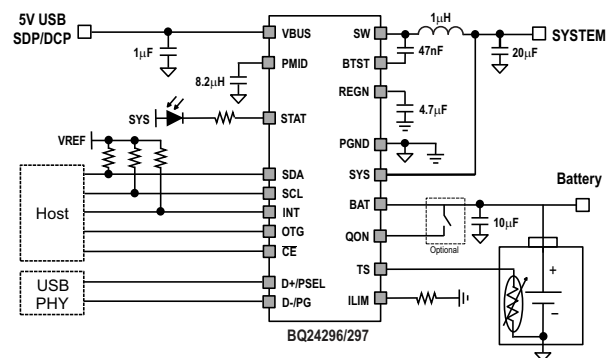 5V USB
SDP/DCP
1µF
8.2µH
SYS
VREF
Host
USB
PHY
VBUS
PMID
STAT
SDA
SCL
INT
OTG
CE
D+/PSEL
D-/PG
SW
BTST
REGN
PGND
SYS
BAT
QON
TS
ILIM
BQ24296/297
1µH
47nF
4.7µF
20µF
SYSTEM
Battery
Optional
10µF
+
–